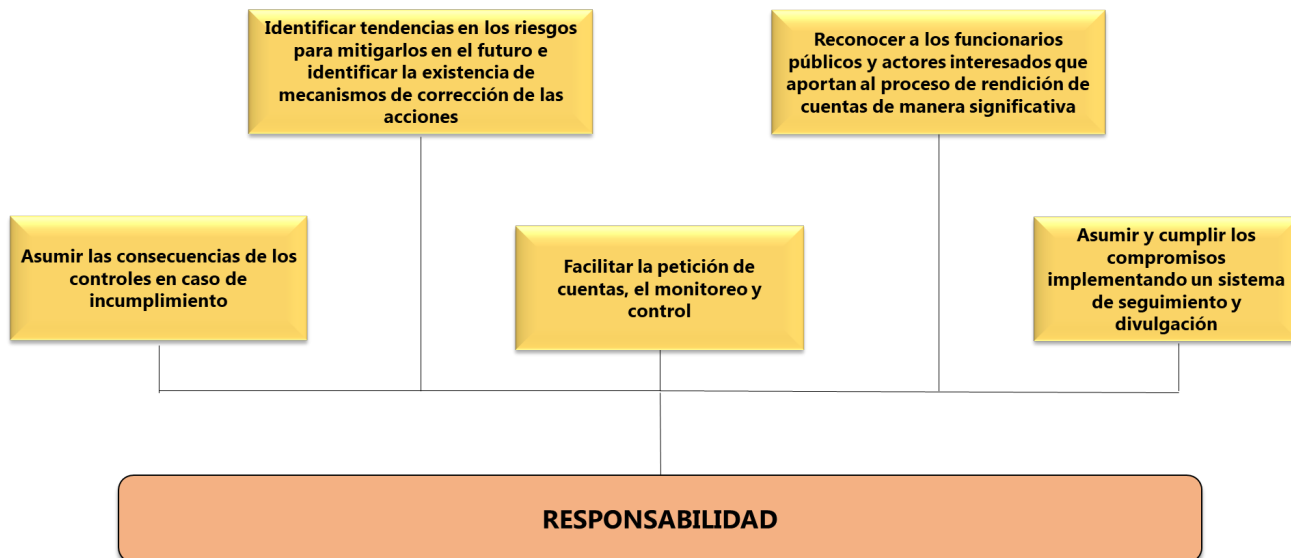 Identificar tendencias en los riesgos
para mitigarlos en el futuro e
identificar la existencia de
mecanismos de corrección de las
acciones
Reconocer a los funcionarios
públicos y actores interesados que
aportan al proceso de rendición de
cuentas de manera significativa
Asumir las consecuencias de los
controles en caso de
incumplimiento
Facilitar la petición de
cuentas, el monitoreo y
control
Asumir y cumplir los
compromisos
implementando un sistema
de seguimiento y
divulgación
RESPONSABILIDAD